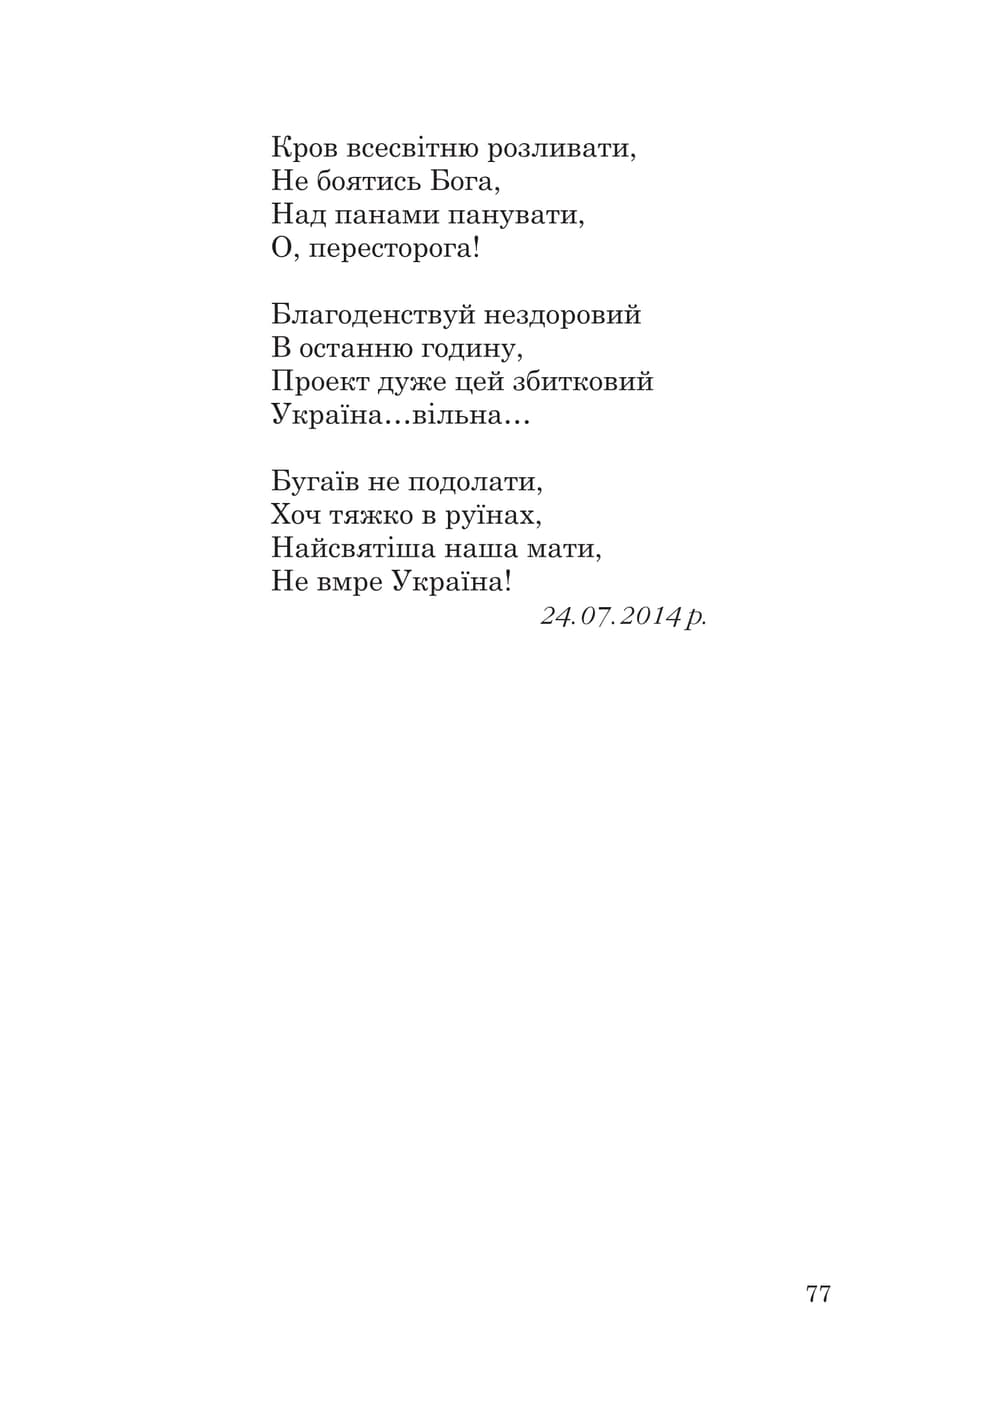 Кров всесвітню розливати,
Не боятись Бога,
Над панами панувати,
О, пересторога!
Благоденствуй нездоровий
В останню годину,
Проект дуже цей збитковий
Україна...вільна...
Бугаїв не подолати,
Хоч тяжко в руїнах,
Найсвятіша наша мати,
Не вмре Україна!
24.07.2014 р.
77